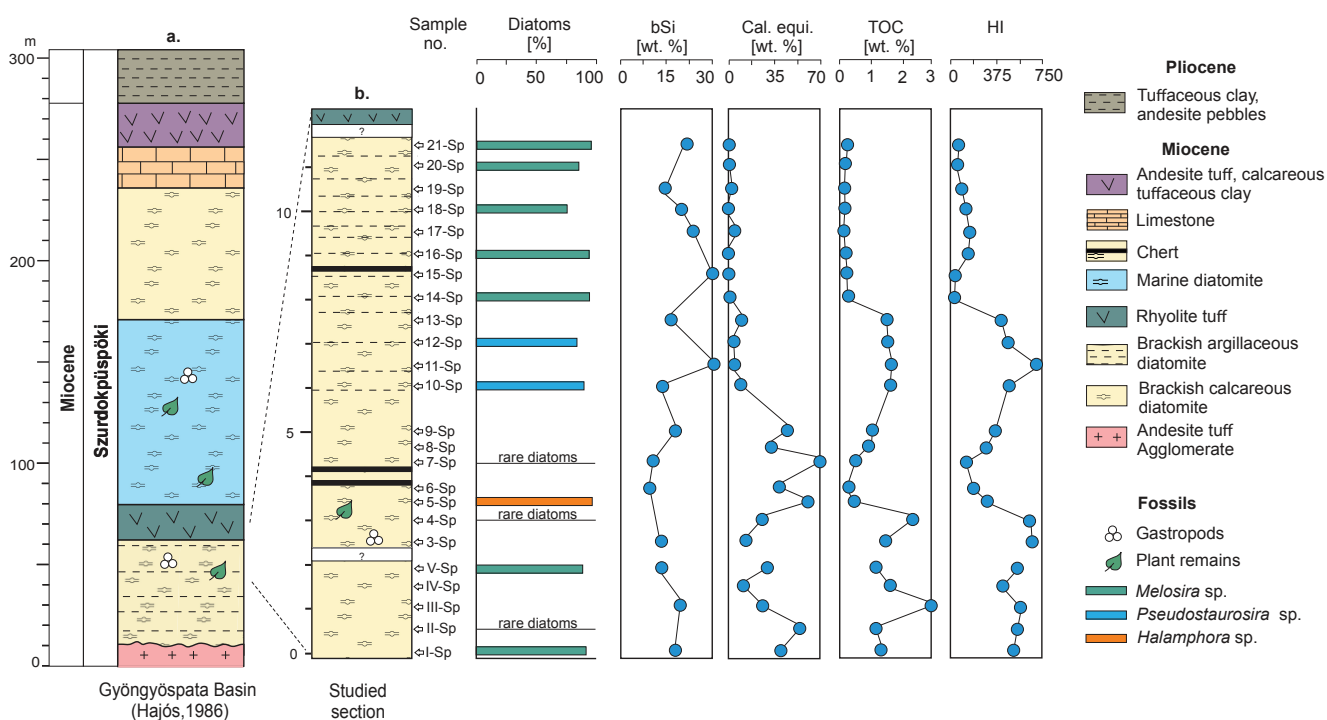 a.
m
300
200
100
0
Miocene
Szurdokpüspöki
Gyöngyöspata Basin
(Hajós,1986)
b.
10
5
0
?
?
Studied
section
Sample
no.
21-Sp
20-Sp
19-Sp
18-Sp
17-Sp
16-Sp
15-Sp
14-Sp
13-Sp
12-Sp
11-Sp
10-Sp
9-Sp
8-Sp
7-Sp
6-Sp
5-Sp
4-Sp
3-Sp
V-Sp
IV-Sp
III-Sp
II-Sp
I-Sp
Diatoms
[%]
0 50 100
rare diatoms
rare diatoms
rare diatoms
bSi
[wt. %]
0 15 30
Cal. equi.
[wt. %]
0 35 70
TOC
[wt. %]
0 1 2 3
HI
0 375 750
Pliocene
Tuffaceous clay,
andesite pebbles
Miocene
Andesite tuff, calcareous
tuffaceous clay
Limestone
Chert
Marine diatomite
Rhyolite tuff
Brackish argillaceous
diatomite
Brackish calcareous
diatomite
Andesite tuff
Agglomerate
Fossils
Gastropods
Plant remains
Melosira sp.
Pseudostaurosira sp.
Halamphora sp.